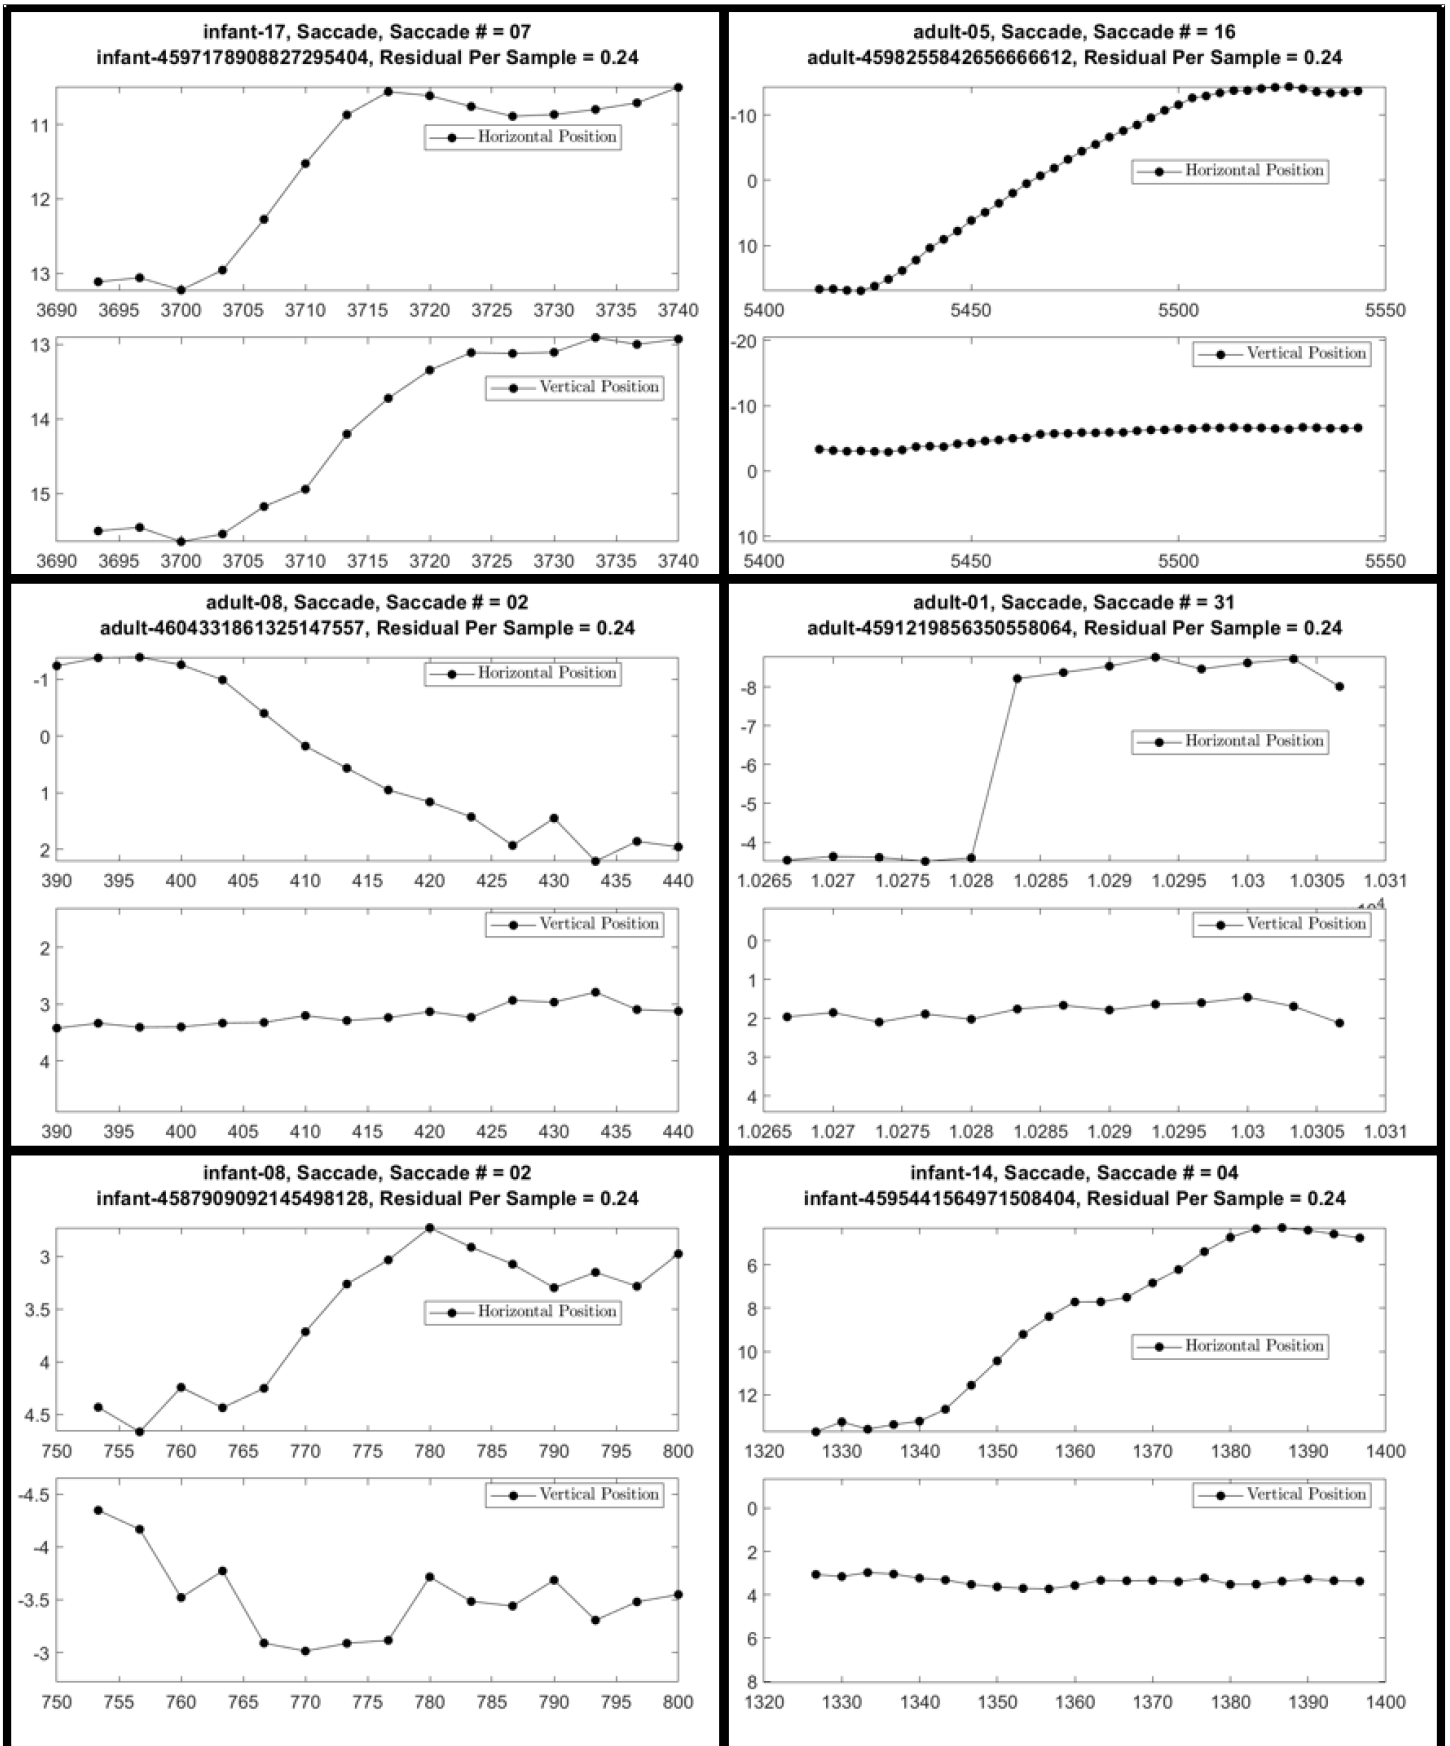 infant-17, Saccade, Saccade # = 07
infant-4597178908827295404, Residual Per Sample = 0.24
11
12
13
Horizontal Position
3690 3695 3700 3705 3710 3715 3720 3725 3730 3735 3740
13
14
15
Vertical Position
3690 3695 3700 3705 3710 3715 3720 3725 3730 3735 3740
adult-05, Saccade, Saccade # = 16
adult-4598255842656666612, Residual Per Sample = 0.24
-10
0
10
Horizontal Position
5400 5450 5500 5550
-20
-10
0
10
Vertical Position
5400 5450 5500 5550
adult-08, Saccade, Saccade # = 02
adult-4604331861325147557, Residual Per Sample = 0.24
-1
0
1
2
Horizontal Position
390 395 400 405 410 415 420 425 430 435 440
2
3
4
Vertical Position
390 395 400 405 410 415 420 425 430 435 440
adult-01, Saccade, Saccade # = 31
adult-4591219856350558064, Residual Per Sample = 0.24
-8
-7
-6
-5
-4
Horizontal Position
1.0265 1.027 1.0275 1.028 1.0285 1.029 1.0295 1.03 1.0305 1.031
0
1
2
3
4
Vertical Position
1.0265 1.027 1.0275 1.028 1.0285 1.029 1.0295 1.03 1.0305 1.031
infant-08, Saccade, Saccade # = 02
infant-4587909092145498128, Residual Per Sample = 0.24
3
3.5
4
4.5
Horizontal Position
750 755 760 765 770 775 780 785 790 795 800
-4.5
-4
-3.5
-3
Vertical Position
750 755 760 765 770 775 780 785 790 795 800
infant-14, Saccade, Saccade # = 04
infant-4595441564971508404, Residual Per Sample = 0.24
6
8
10
12
Horizontal Position
1320 1330 1340 1350 1360 1370 1380 1390 1400
0
2
4
6
8
Vertical Position
1320 1330 1340 1350 1360 1370 1380 1390 1400